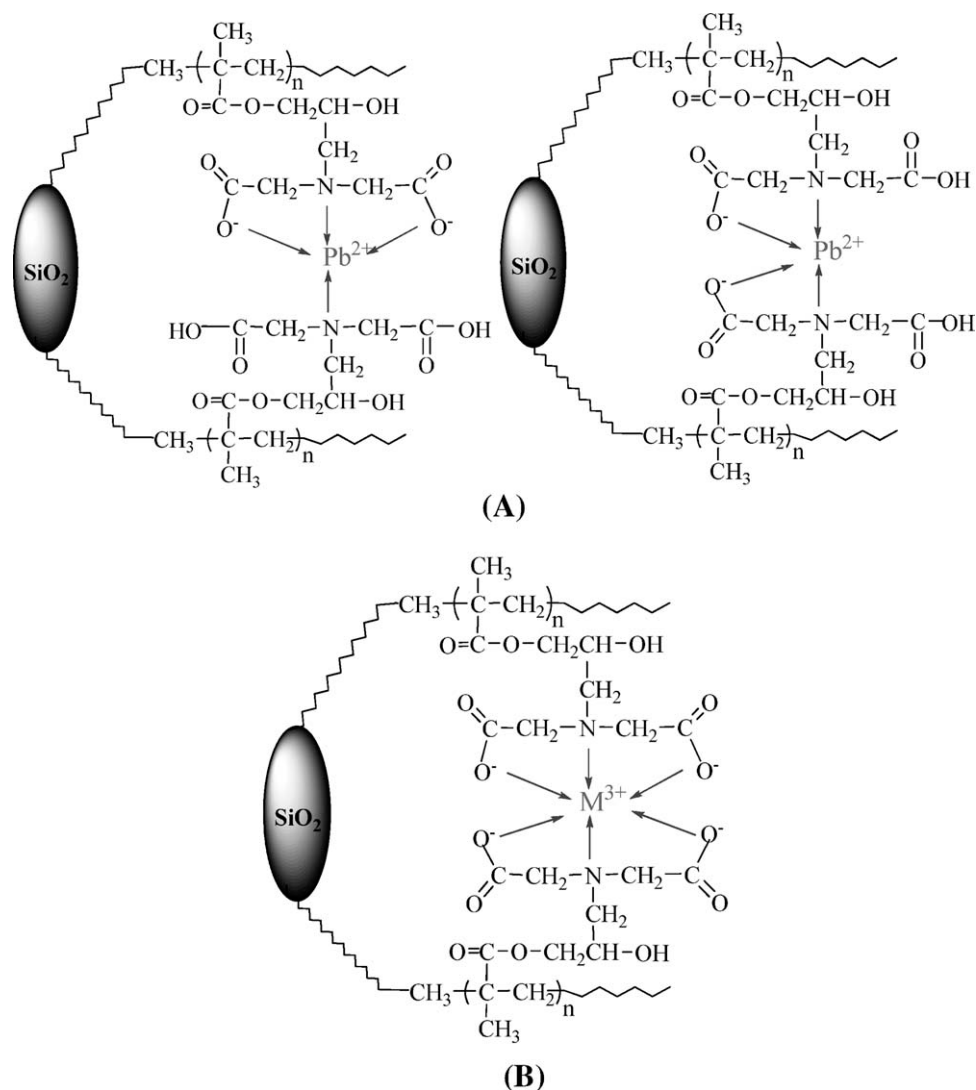 CH₃ CH₃
CH₃ C CH₂ n CH₃ C CH₂ n
O=C–O–CH₂CH–OH O=C–O–CH₂CH–OH
CH₂ CH₂
O O O O
C–CH₂–N–CH₂–C C–CH₂–N–CH₂–C OH
O⁻ O⁻ O⁻
SiO₂ Pb²⁺ SiO₂ Pb²⁺
O⁻
HO–C–CH₂–N–CH₂–C–OH C–CH₂–N–CH₂–C–OH
O O O O
CH₂ CH₂
O=C–O–CH₂CH–OH O=C–O–CH₂CH–OH
CH₃ C CH₂ n CH₃ C CH₂ n
CH₃ CH₃
(A)
CH₃
CH₃ C CH₂ n
O=C–O–CH₂CH–OH
CH₂
O O
C–CH₂–N–CH₂–C
O⁻ O⁻
SiO₂ M³⁺
O⁻ O⁻
C–CH₂–N–CH₂–C
O O
CH₂
O=C–O–CH₂CH–OH
CH₃ C CH₂ n
CH₃
(B)